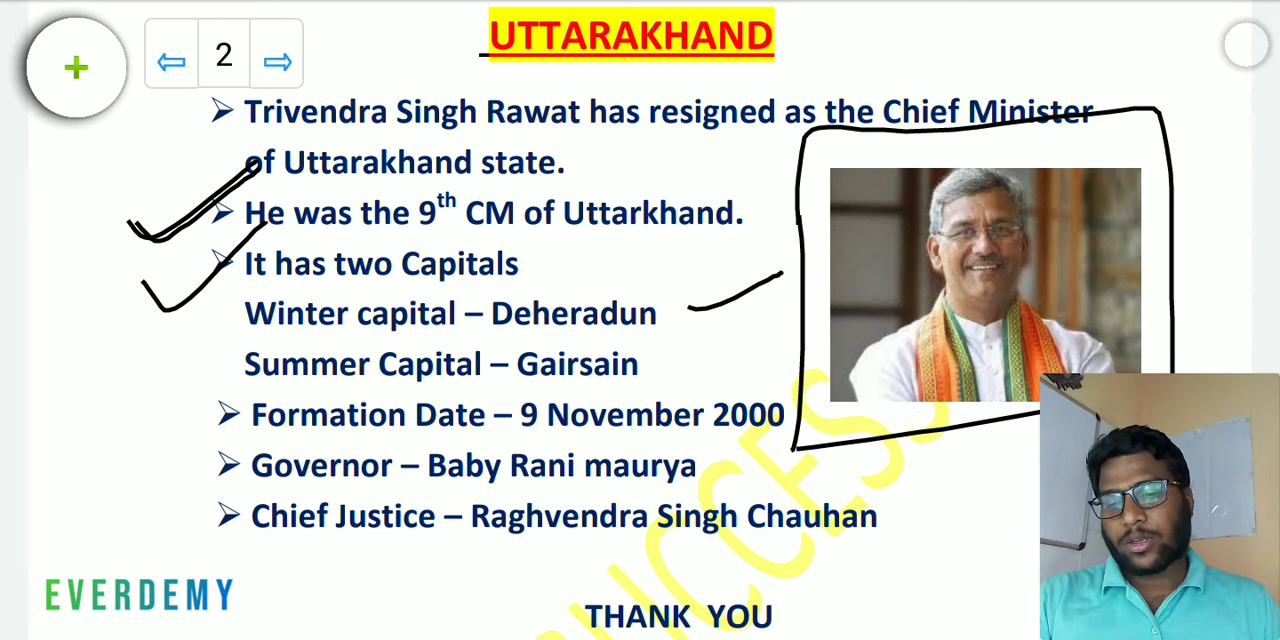 UTTARAKHAND
+
⇦ 2 ⇨
➢ Trivendra Singh Rawat has resigned as the Chief Minister
of Uttarakhand state.
➢ He was the 9th CM of Uttarkhand.
➢ It has two Capitals
Winter capital – Deheradun
Summer Capital – Gairsain
➢ Formation Date – 9 November 2000
➢ Governor – Baby Rani maurya
➢ Chief Justice – Raghvendra Singh Chauhan
EVERDEMY
THANK YOU